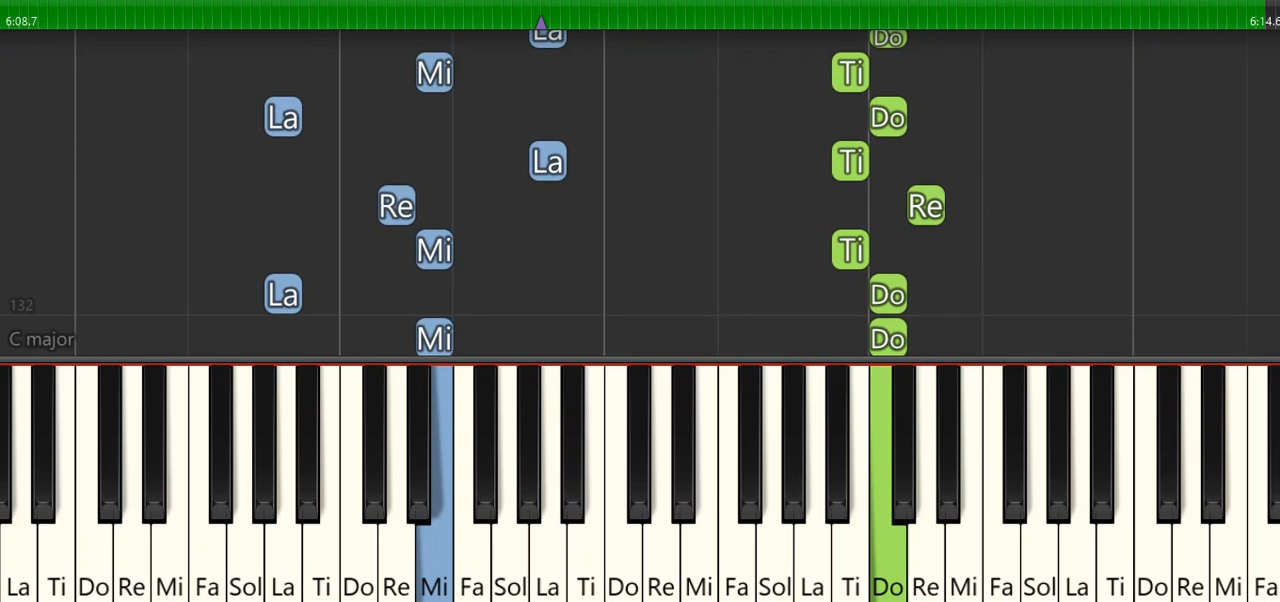 6:08.7 6:14.6
La Do
Mi Ti
La Do
La Ti
Re Re
Mi Ti
La Do
132
C major Mi Do
La Ti Do Re Mi Fa Sol La Ti Do Re Mi Fa Sol La Ti Do Re Mi Fa Sol La Ti Do Re Mi Fa Sol La Ti Do Re Mi Fa